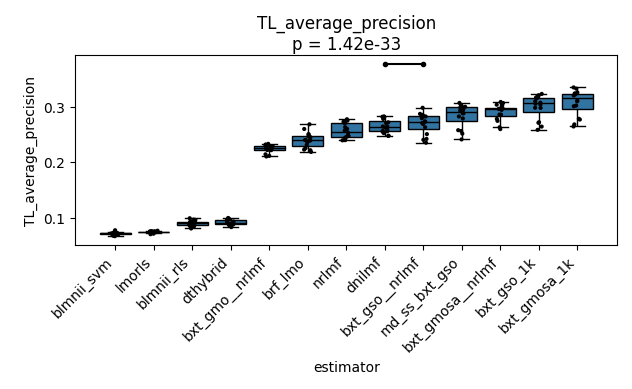 TL_average_precision
p = 1.42e-33
TL_average_precision
0.3
0.2
0.1
blmnii_svm
lmorls
blmnii_rls
dthybrid
bxt_gmo__nrlmf
brf_lmo
nrlmf
dnilmf
bxt_gso__nrlmf
md_ss_bxt_gso
bxt_gmosa__nrlmf
bxt_gso_1k
bxt_gmosa_1k
estimator